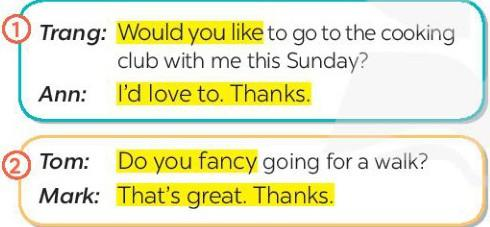 1 Trang: Would you like to go to the cooking
club with me this Sunday?
Ann: I'd love to. Thanks.
2 Tom: Do you fancy going for a walk?
Mark: That's great. Thanks.